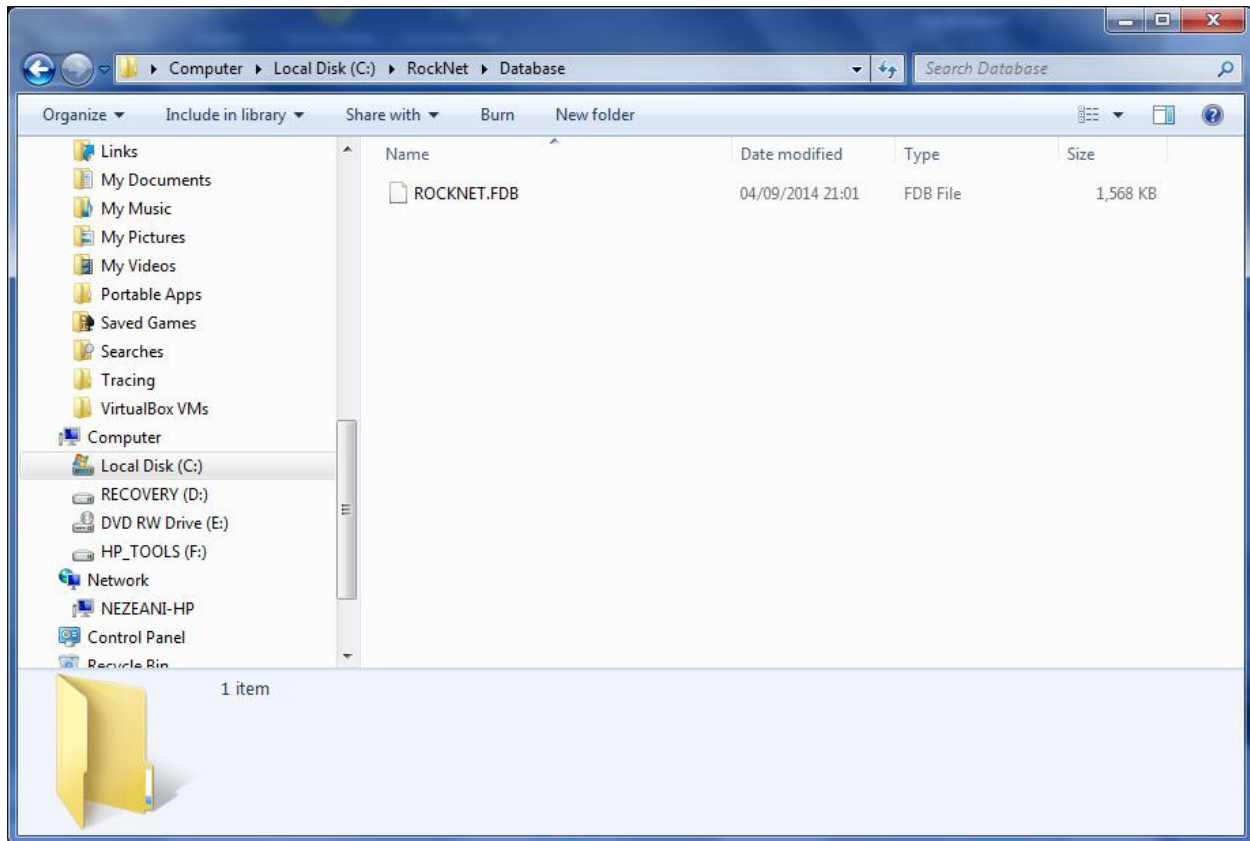 Computer ▸ Local Disk (C:) ▸ RockNet ▸ Database
Search Database
Organize Include in library Share with Burn New folder
Links
My Documents
My Music
My Pictures
My Videos
Portable Apps
Saved Games
Searches
Tracing
VirtualBox VMs
Computer
Local Disk (C:)
RECOVERY (D:)
DVD RW Drive (E:)
HP_TOOLS (F:)
Network
NEZEANI-HP
Control Panel
Recycle Bin
Name Date modified Type Size
ROCKNET.FDB 04/09/2014 21:01 FDB File 1,568 KB
1 item